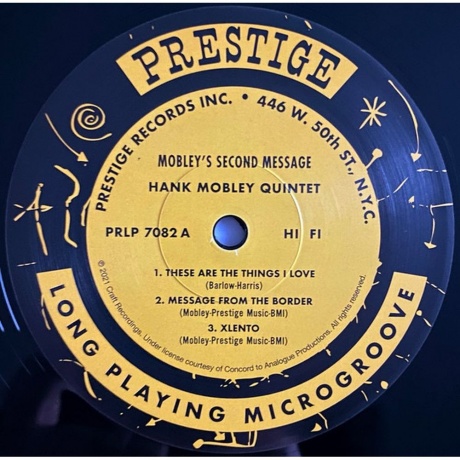 PRESTIGE
PRESTIGE RECORDS INC. • 446 W. 50th ST., N.Y.C.
MOBLEY'S SECOND MESSAGE
HANK MOBLEY QUINTET
PRLP 7082 A HI FI
1. THESE ARE THE THINGS I LOVE
(Barlow-Harris)
2. MESSAGE FROM THE BORDER
(Mobley-Prestige Music-BMI)
3. XLENTO
(Mobley-Prestige Music-BMI)
℗ 2021 Craft Recordings. Under license courtesy of Concord to Analogue Productions. All rights reserved.
LONG PLAYING MICROGROOVE